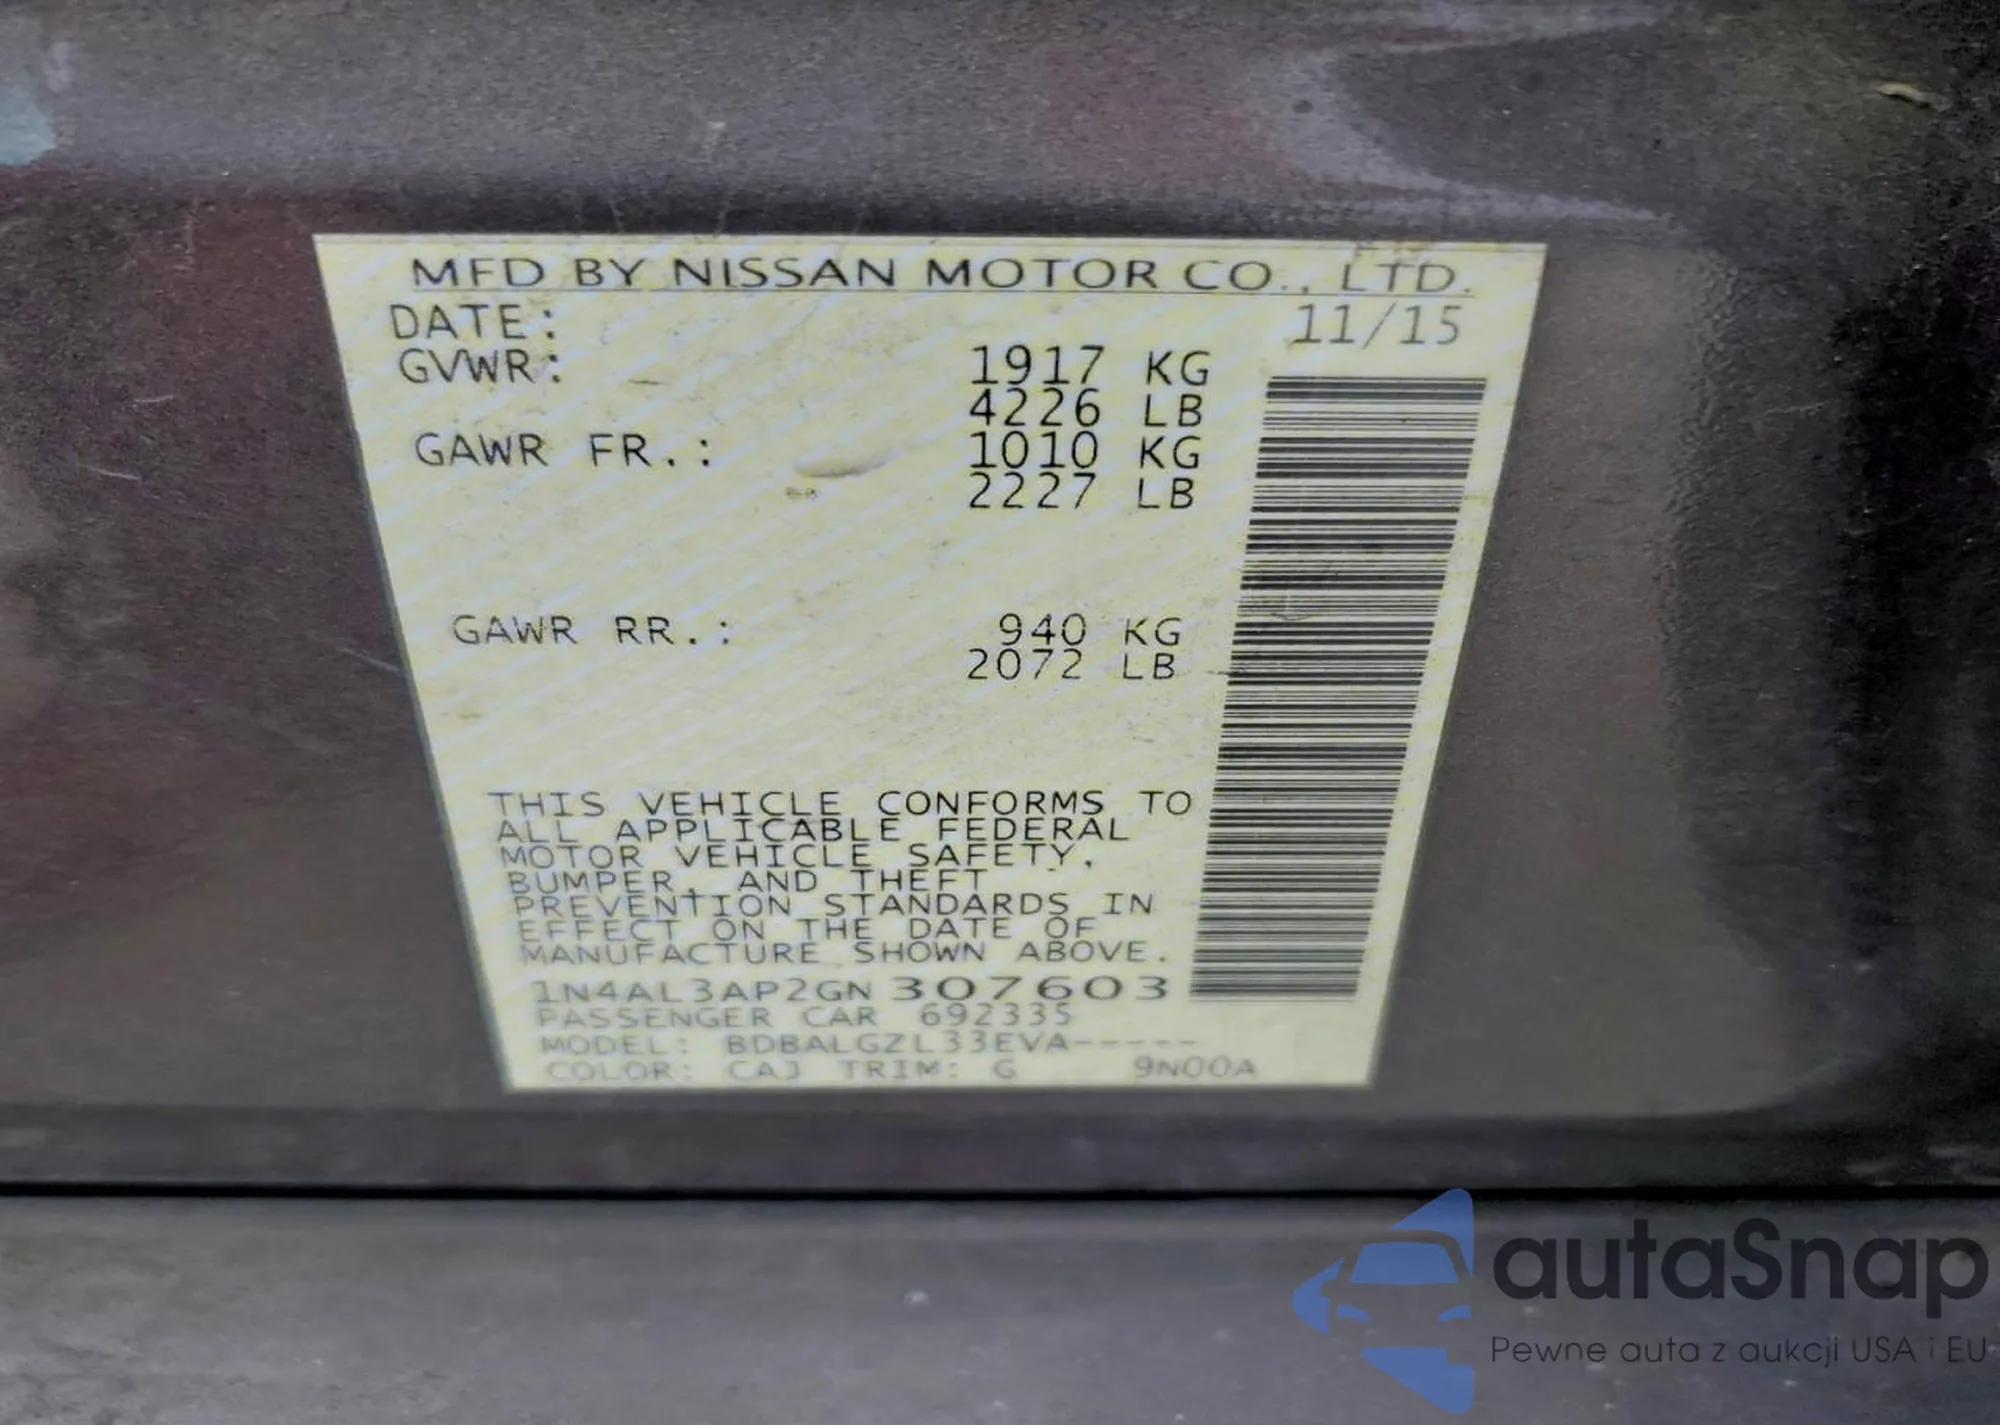 MFD BY NISSAN MOTOR CO., LTD.
DATE: 11/15
GVWR: 1917 KG
4226 LB
GAWR FR.: 1010 KG
2227 LB
GAWR RR.: 940 KG
2072 LB
THIS VEHICLE CONFORMS TO
ALL APPLICABLE FEDERAL
MOTOR VEHICLE SAFETY,
BUMPER, AND THEFT
PREVENTION STANDARDS IN
EFFECT ON THE DATE OF
MANUFACTURE SHOWN ABOVE.
1N4AL3AP2GN 307603
PASSENGER CAR 692335
MODEL: BDBALGZL33EVA-----
COLOR: CAJ TRIM: G 9N00A
autaSnap
Pewne auta z aukcji USA i EU